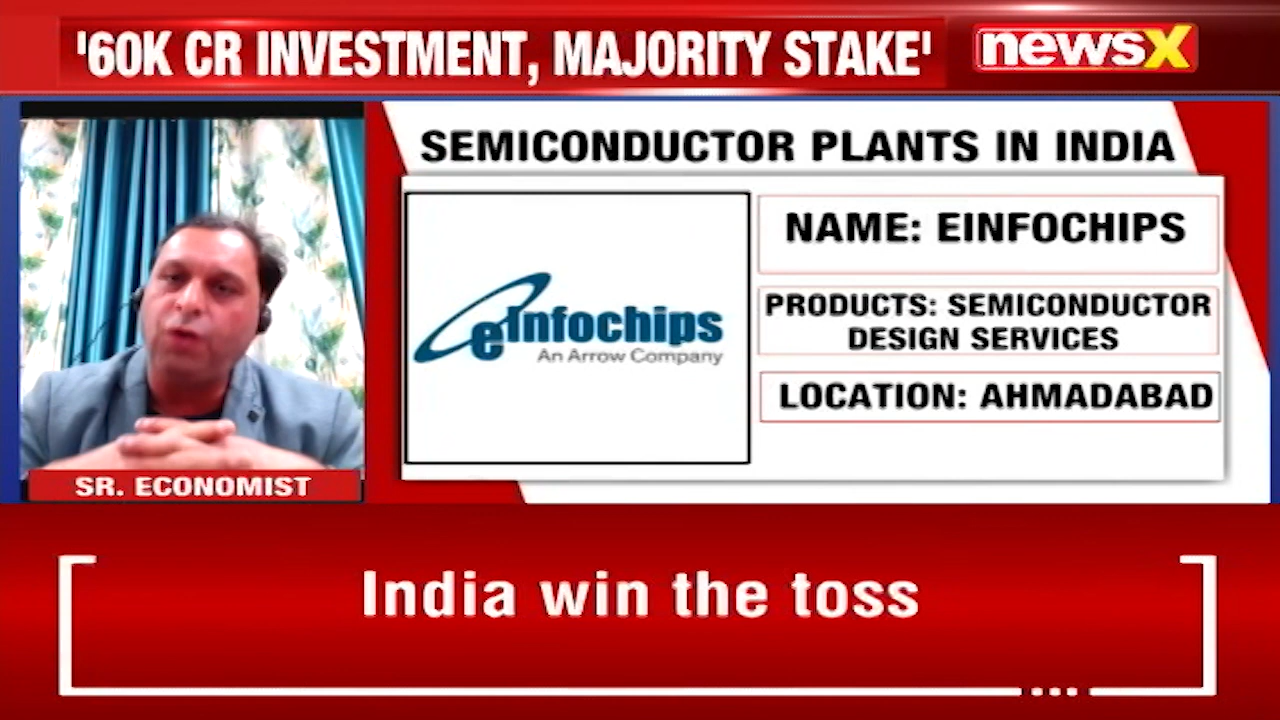 '60K CR INVESTMENT, MAJORITY STAKE'
newsX
SEMICONDUCTOR PLANTS IN INDIA
eInfochips
An Arrow Company
NAME: EINFOCHIPS
PRODUCTS: SEMICONDUCTOR
DESIGN SERVICES
LOCATION: AHMADABAD
SR. ECONOMIST
India win the toss